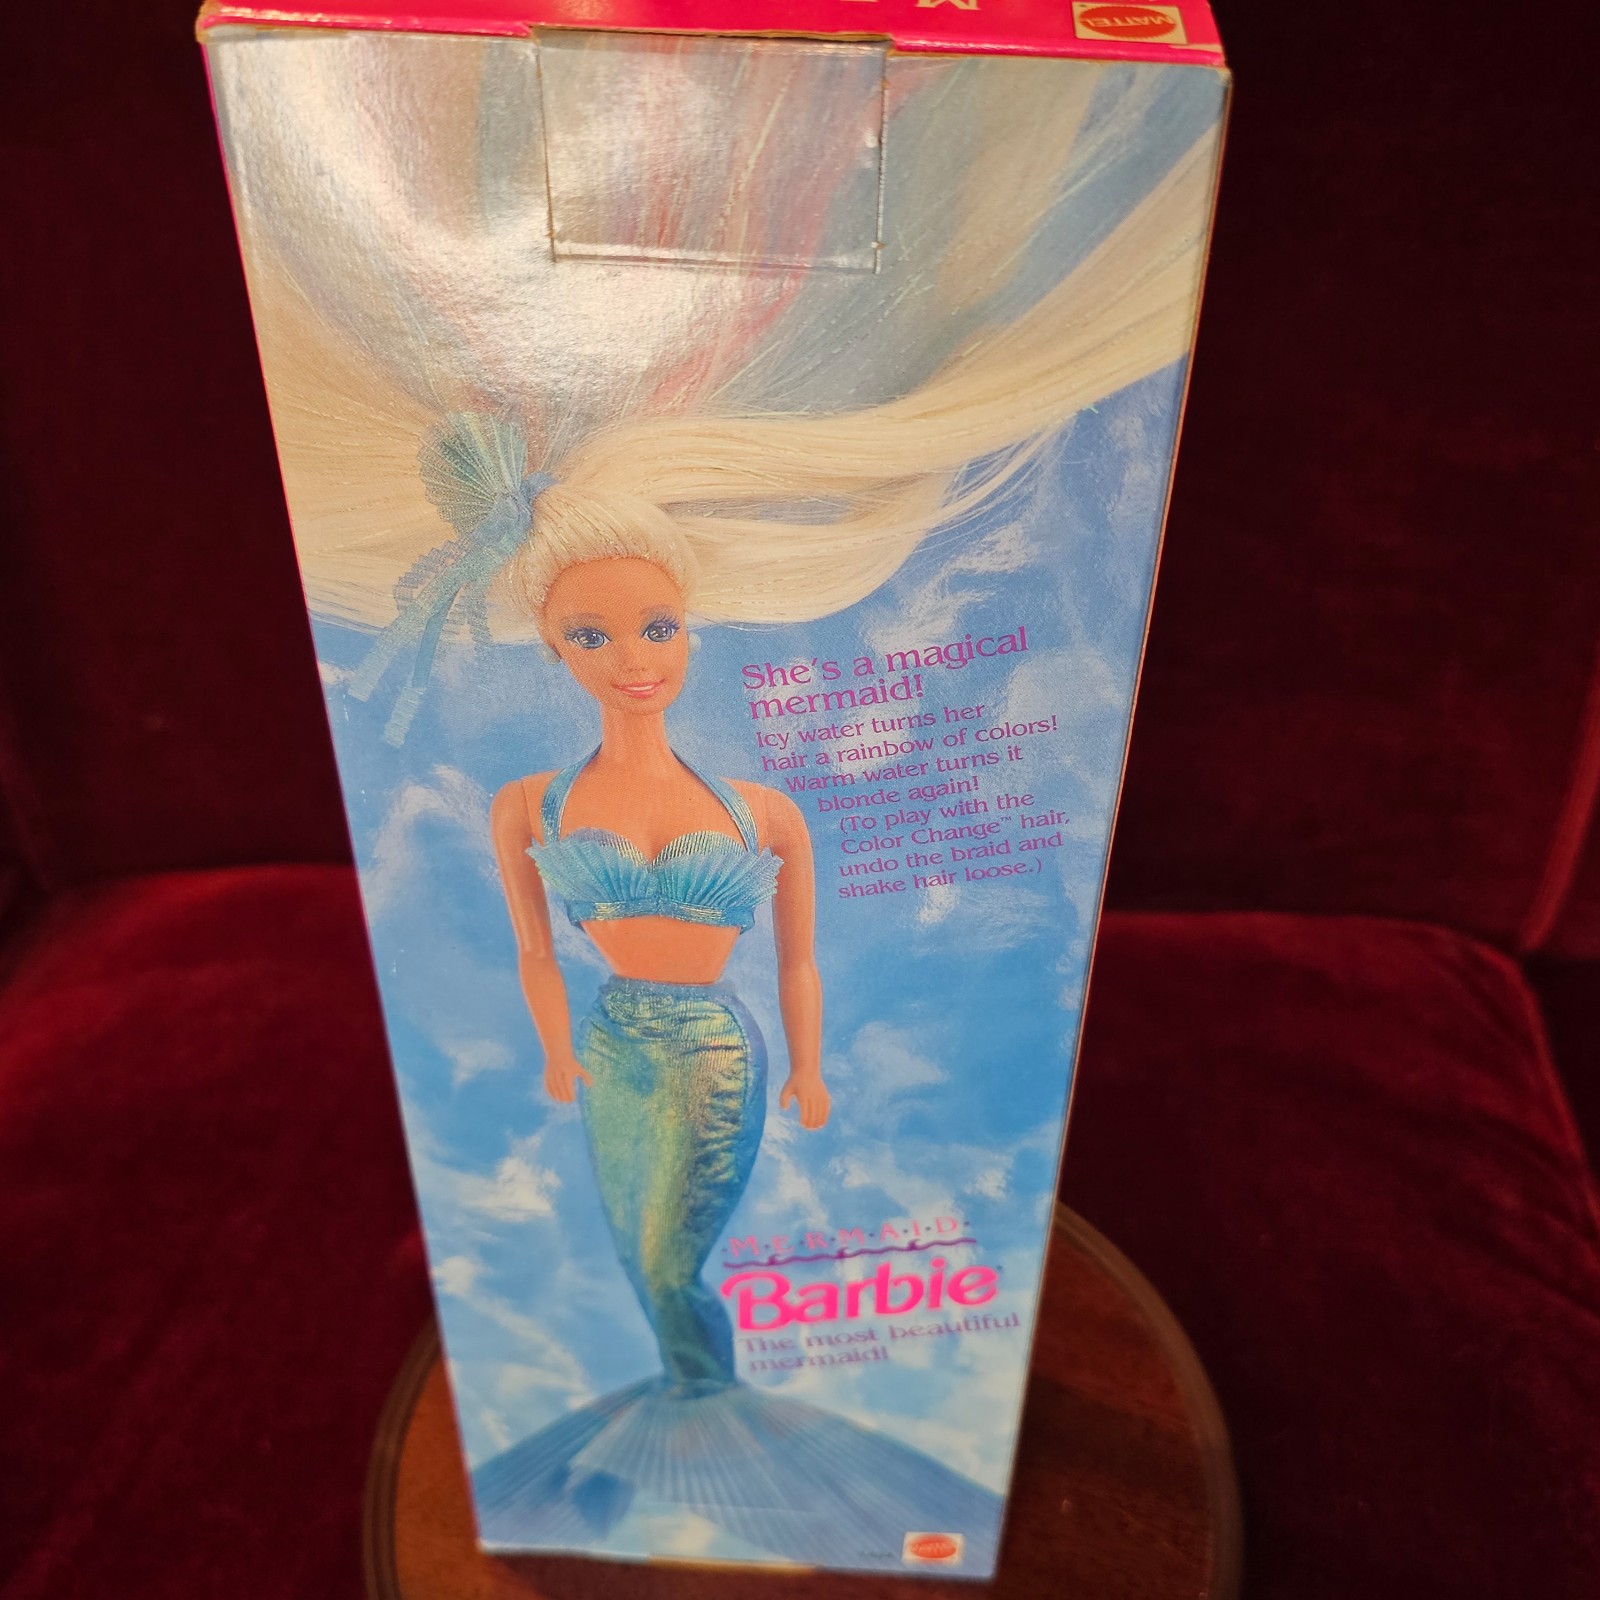 M
MATTEL
She's a magical
mermaid!
Icy water turns her
hair a rainbow of colors!
Warm water turns it
blonde again!
(To play with the
Color Change™ hair,
undo the braid and
shake hair loose.)
·M·E·R·M·A·I·D·
Barbie
The most beautiful
mermaid!